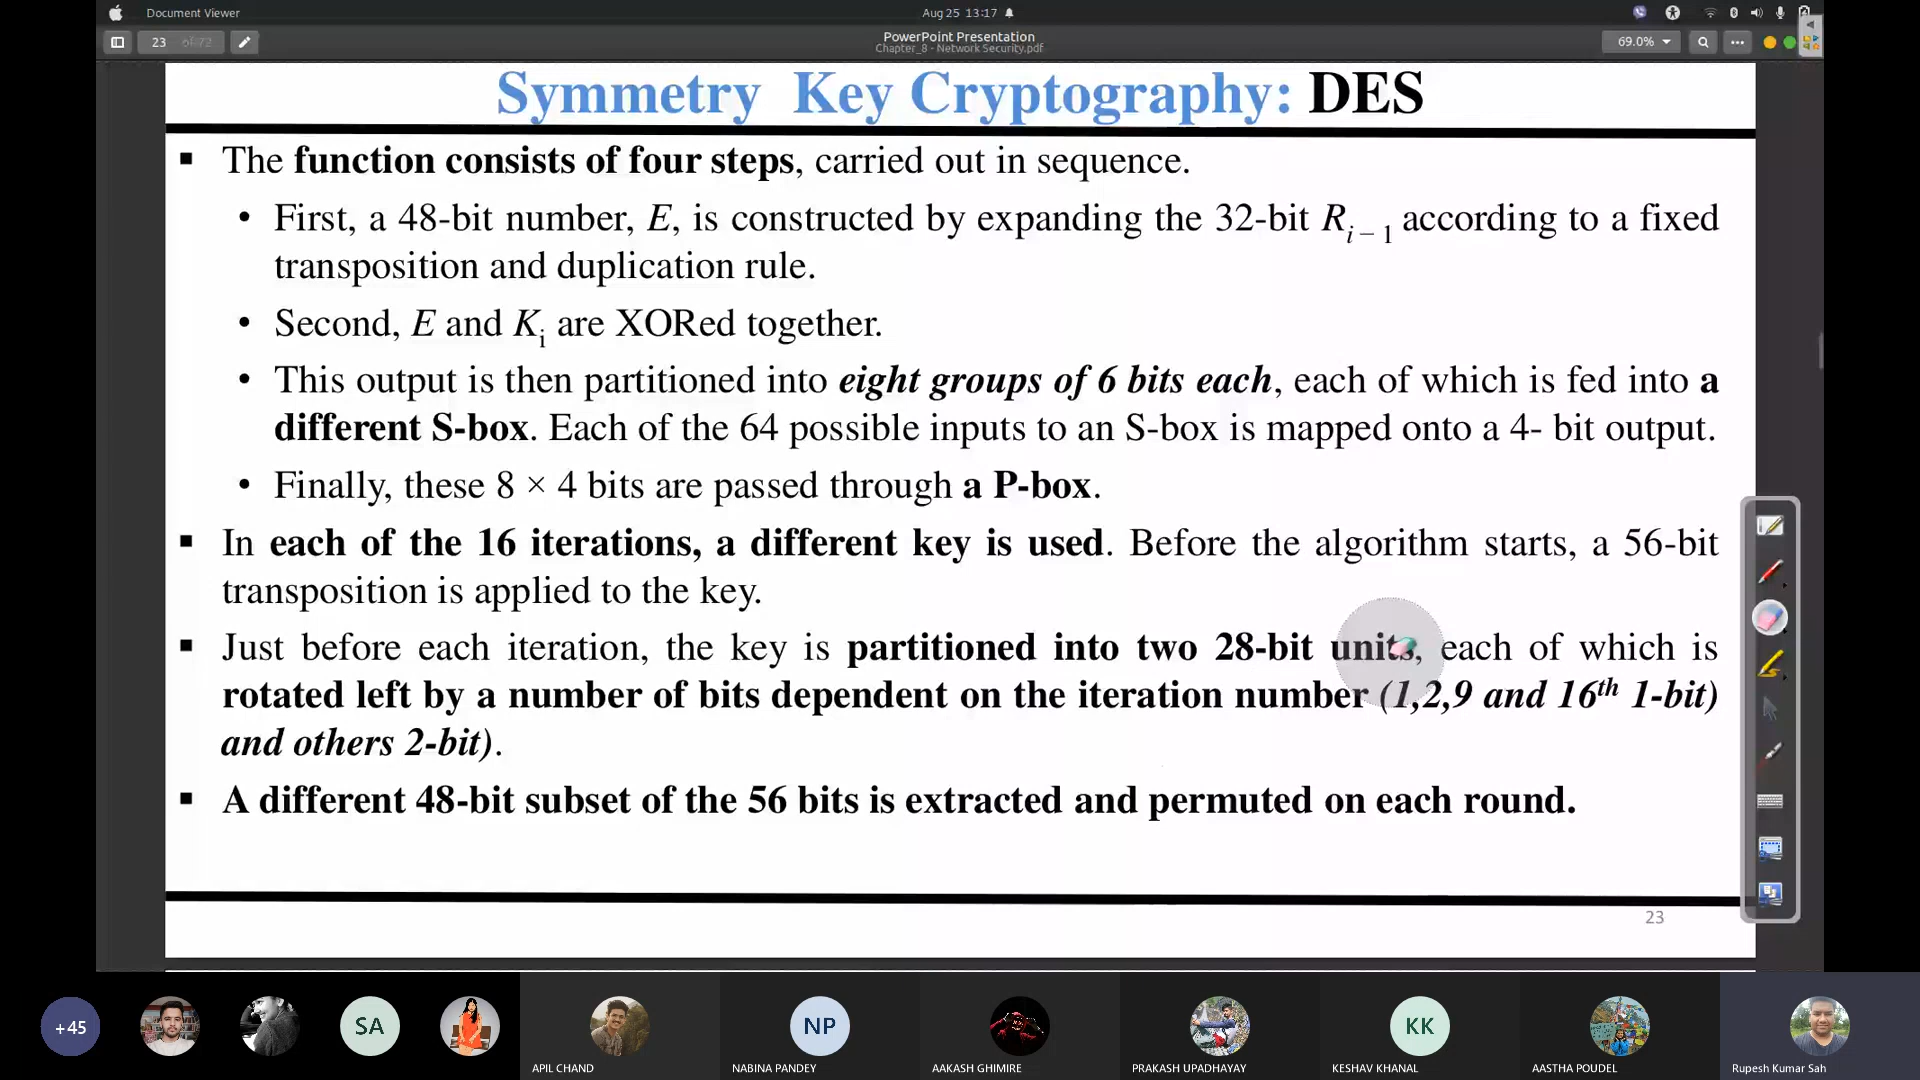 Document Viewer
Aug 25 13:17
23 of 72
PowerPoint Presentation
Chapter_8 - Network Security.pdf
69.0%
Symmetry Key Cryptography: DES
▪ The function consists of four steps, carried out in sequence.
• First, a 48-bit number, E, is constructed by expanding the 32-bit R i – 1 according to a fixed
transposition and duplication rule.
• Second, E and Ki are XORed together.
• This output is then partitioned into eight groups of 6 bits each, each of which is fed into a
different S-box. Each of the 64 possible inputs to an S-box is mapped onto a 4- bit output.
• Finally, these 8 × 4 bits are passed through a P-box.
▪ In each of the 16 iterations, a different key is used. Before the algorithm starts, a 56-bit
transposition is applied to the key.
▪ Just before each iteration, the key is partitioned into two 28-bit units, each of which is
rotated left by a number of bits dependent on the iteration number (1,2,9 and 16th 1-bit)
and others 2-bit).
▪ A different 48-bit subset of the 56 bits is extracted and permuted on each round.
23
+45
SA
NP
KK
APIL CHAND
NABINA PANDEY
AAKASH GHIMIRE
PRAKASH UPADHAYAY
KESHAV KHANAL
AASTHA POUDEL
Rupesh Kumar Sah